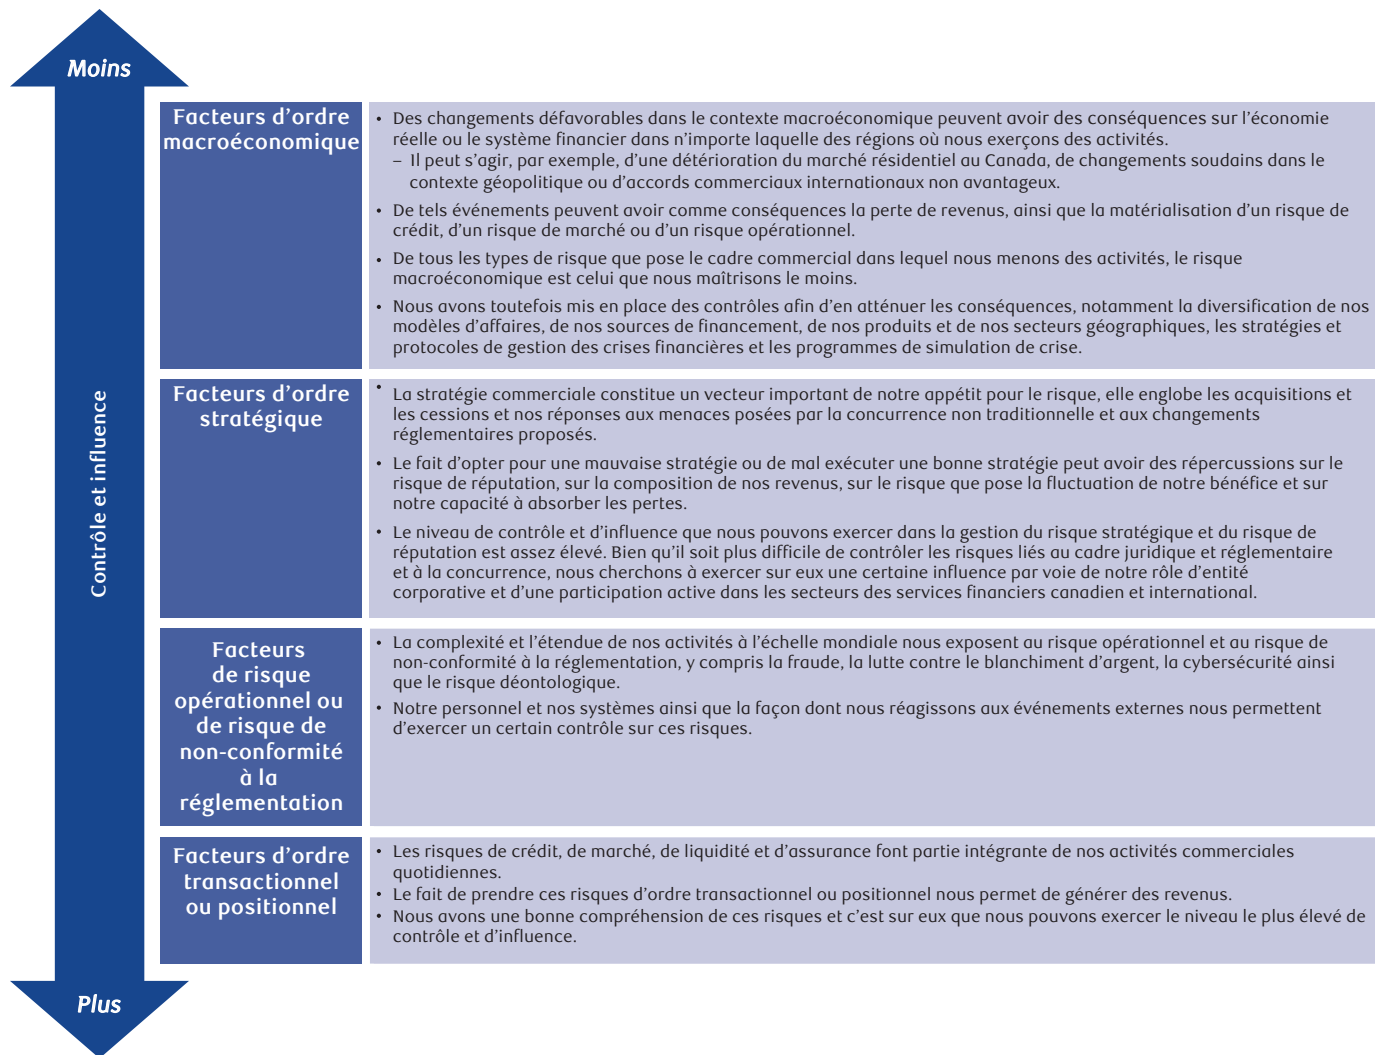 Moins
Contrôle et influence
Facteurs d'ordre
macroéconomique
• Des changements défavorables dans le contexte macroéconomique peuvent avoir des conséquences sur l'économie
réelle ou le système financier dans n'importe laquelle des régions où nous exerçons des activités.
– Il peut s'agir, par exemple, d'une détérioration du marché résidentiel au Canada, de changements soudains dans le
contexte géopolitique ou d'accords commerciaux internationaux non avantageux.
• De tels événements peuvent avoir comme conséquences la perte de revenus, ainsi que la matérialisation d'un risque de
crédit, d'un risque de marché ou d'un risque opérationnel.
• De tous les types de risque que pose le cadre commercial dans lequel nous menons des activités, le risque
macroéconomique est celui que nous maîtrisons le moins.
• Nous avons toutefois mis en place des contrôles afin d'en atténuer les conséquences, notamment la diversification de nos
modèles d'affaires, de nos sources de financement, de nos produits et de nos secteurs géographiques, les stratégies et
protocoles de gestion des crises financières et les programmes de simulation de crise.
Facteurs d'ordre
stratégique
• La stratégie commerciale constitue un vecteur important de notre appétit pour le risque, elle englobe les acquisitions et
les cessions et nos réponses aux menaces posées par la concurrence non traditionnelle et aux changements
réglementaires proposés.
• Le fait d'opter pour une mauvaise stratégie ou de mal exécuter une bonne stratégie peut avoir des répercussions sur le
risque de réputation, sur la composition de nos revenus, sur le risque que pose la fluctuation de notre bénéfice et sur
notre capacité à absorber les pertes.
• Le niveau de contrôle et d'influence que nous pouvons exercer dans la gestion du risque stratégique et du risque de
réputation est assez élevé. Bien qu'il soit plus difficile de contrôler les risques liés au cadre juridique et réglementaire
et à la concurrence, nous cherchons à exercer sur eux une certaine influence par voie de notre rôle d'entité
corporative et d'une participation active dans les secteurs des services financiers canadien et international.
Facteurs
de risque
opérationnel ou
de risque de
non-conformité
à la
réglementation
• La complexité et l'étendue de nos activités à l'échelle mondiale nous exposent au risque opérationnel et au risque de
non-conformité à la réglementation, y compris la fraude, la lutte contre le blanchiment d'argent, la cybersécurité ainsi
que le risque déontologique.
• Notre personnel et nos systèmes ainsi que la façon dont nous réagissons aux événements externes nous permettent
d'exercer un certain contrôle sur ces risques.
Facteurs d'ordre
transactionnel
ou positionnel
• Les risques de crédit, de marché, de liquidité et d'assurance font partie intégrante de nos activités commerciales
quotidiennes.
• Le fait de prendre ces risques d'ordre transactionnel ou positionnel nous permet de générer des revenus.
• Nous avons une bonne compréhension de ces risques et c'est sur eux que nous pouvons exercer le niveau le plus élevé de
contrôle et d'influence.
Plus